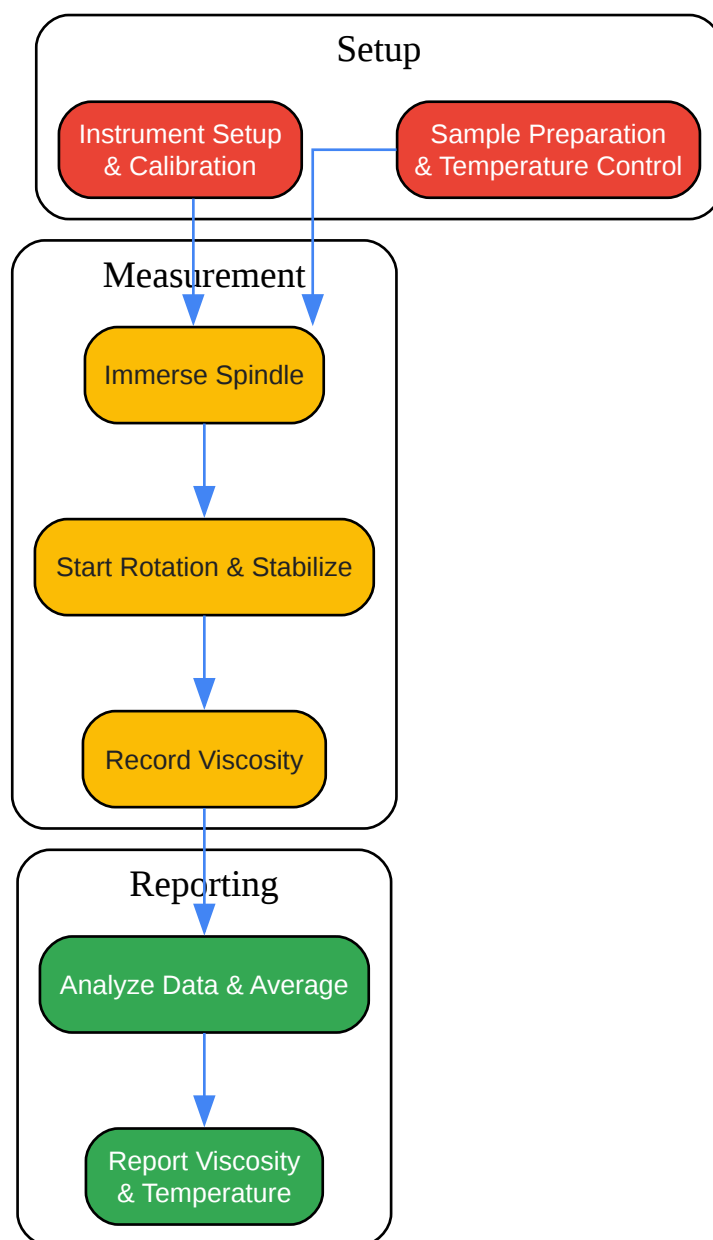 Setup
Instrument Setup
& Calibration
Sample Preparation
& Temperature Control
Measurement
Immerse Spindle
Start Rotation & Stabilize
Record Viscosity
Reporting
Analyze Data & Average
Report Viscosity
& Temperature